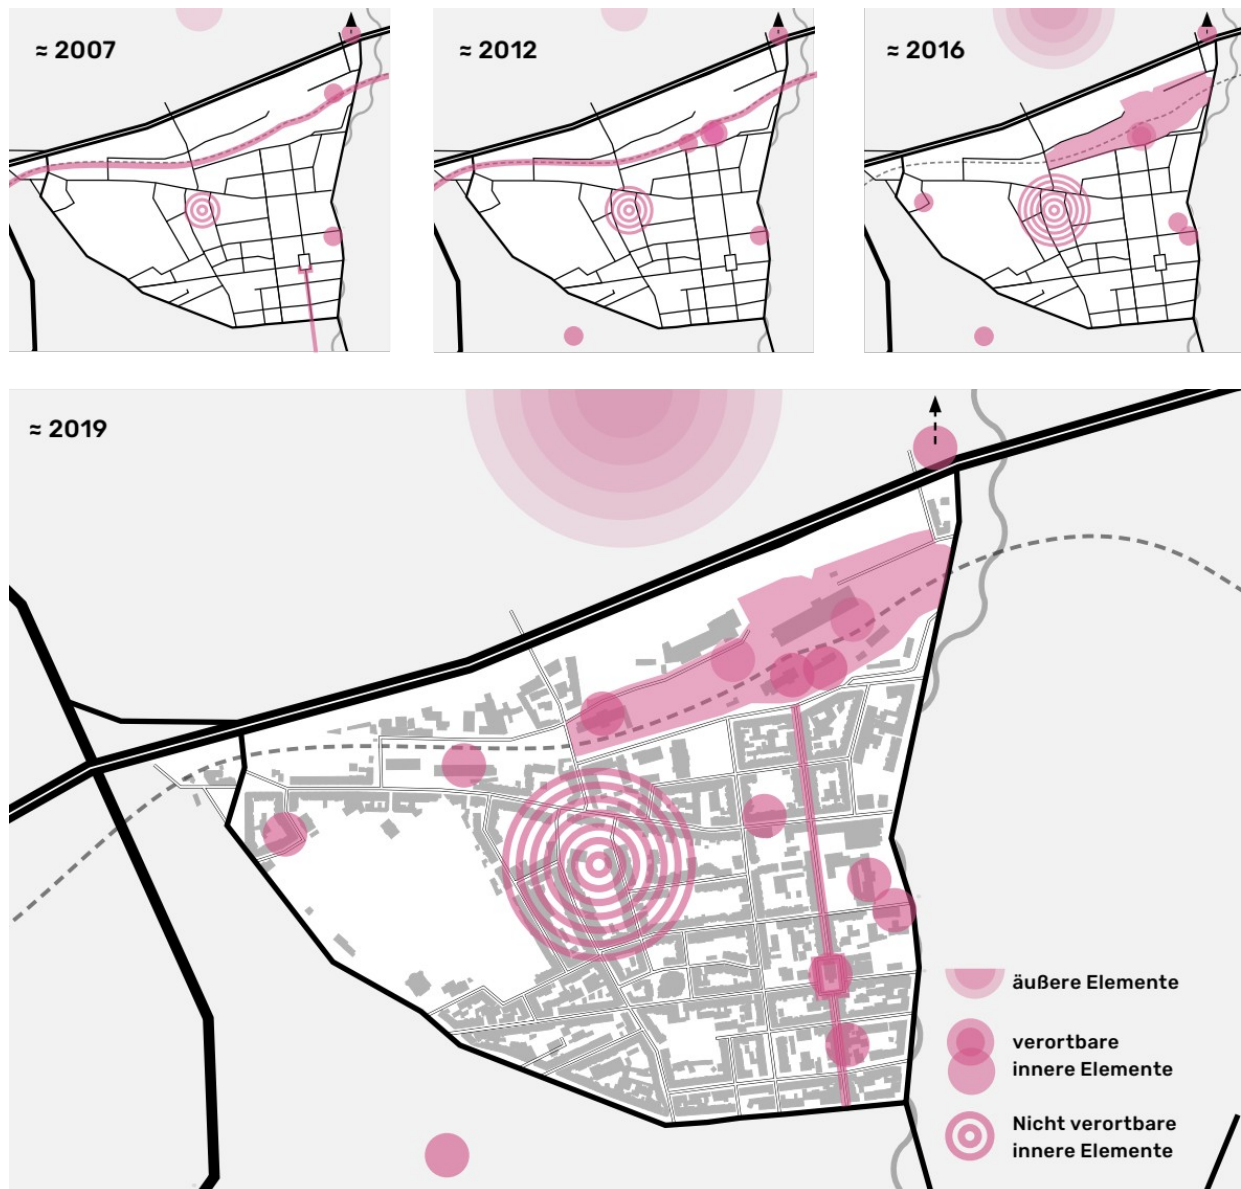 ≈ 2007
≈ 2012
≈ 2016
≈ 2019
äußere Elemente
verortbare
innere Elemente
Nicht verortbare
innere Elemente